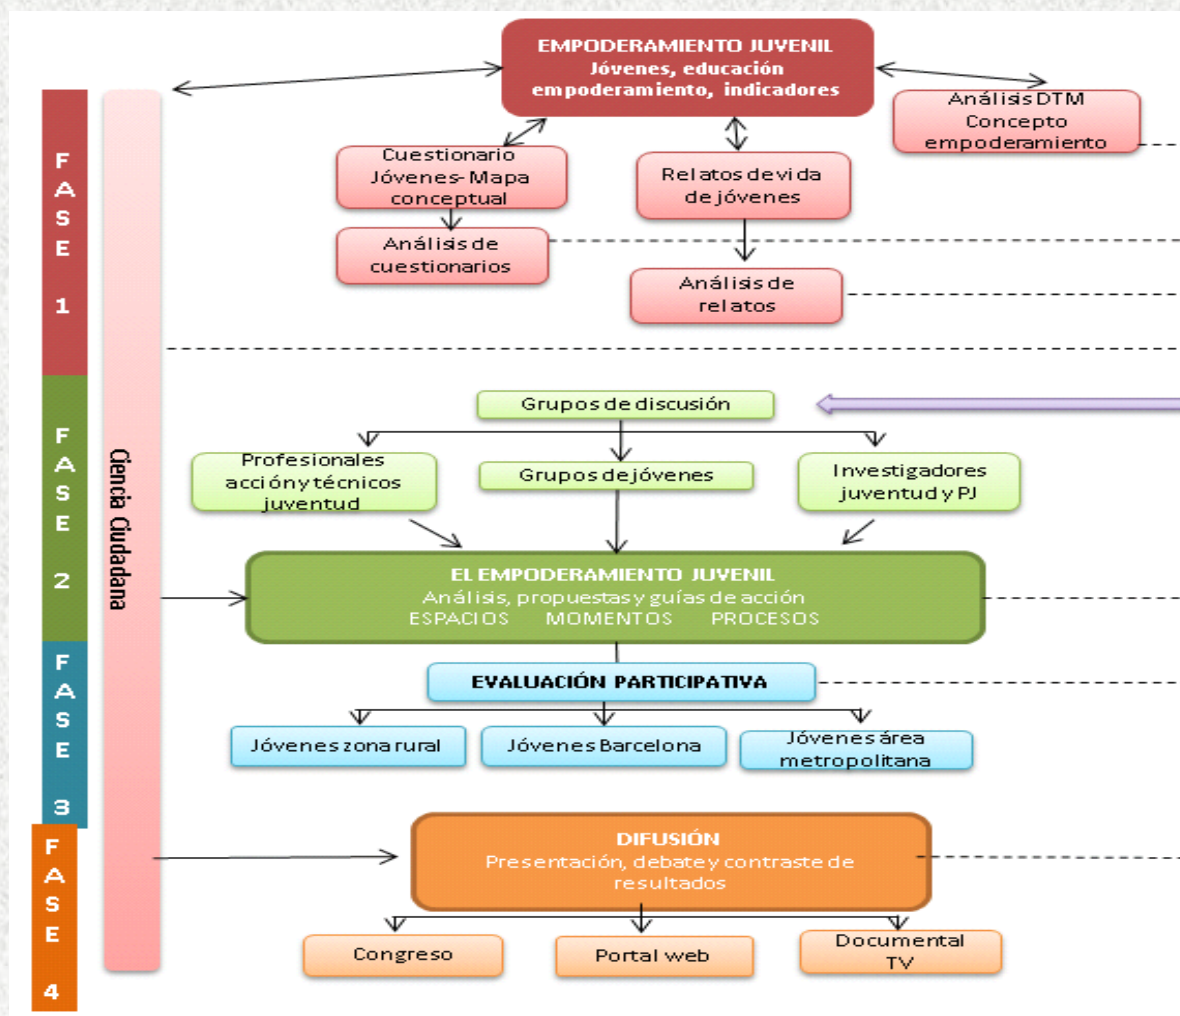 EMPODERAMIENTO JUVENIL
Jóvenes, educación
empoderamiento, indicadores
Análisis DTM
Concepto
empoderamiento
Cuestionario
Jóvenes- Mapa
conceptual
Relatos de vida
de jóvenes
Análisis de
cuestionarios
Análisis de
relatos
FASE 1
Ciencia Ciudadana
FASE 2
Grupos de discusión
Profesionales
acción y técnicos
juventud
Grupos de jóvenes
Investigadores
juventud y PJ
EL EMPODERAMIENTO JUVENIL
Análisis, propuestas y guías de acción
ESPACIOS MOMENTOS PROCESOS
FASE 3
EVALUACIÓN PARTICIPATIVA
Jóvenes zona rural
Jóvenes Barcelona
Jóvenes área
metropolitana
FASE 4
DIFUSIÓN
Presentación, debate y contraste de
resultados
Congreso
Portal web
Documental
TV